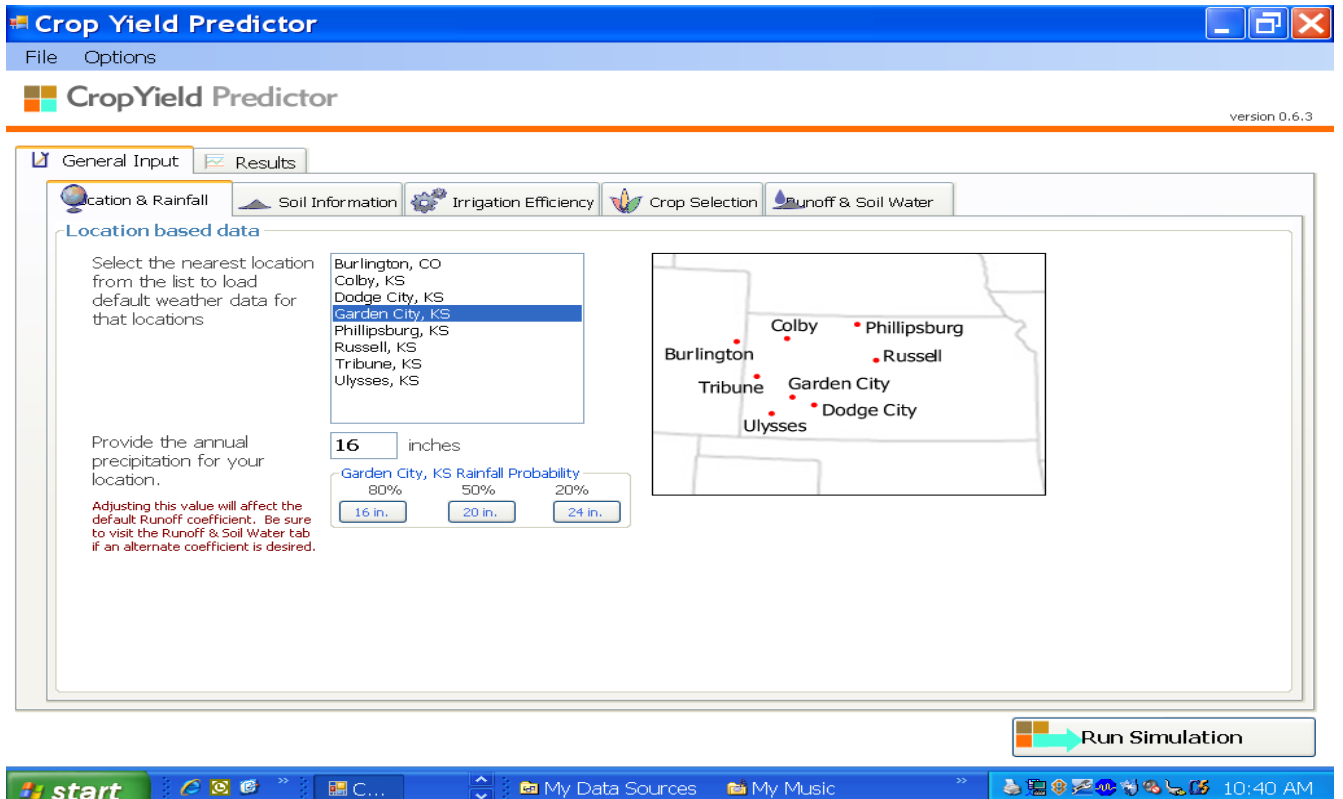 Crop Yield Predictor
File Options
CropYield Predictor
version 0.6.3
General Input Results
cation & Rainfall Soil Information Irrigation Efficiency Crop Selection unoff & Soil Water
Location based data
Select the nearest location
from the list to load
default weather data for
that locations
Burlington, CO
Colby, KS
Dodge City, KS
Garden City, KS
Phillipsburg, KS
Russell, KS
Tribune, KS
Ulysses, KS
Colby Phillipsburg
Burlington Russell
Tribune Garden City
Dodge City
Ulysses
Provide the annual
precipitation for your
location.
16 inches
Adjusting this value will affect the
default Runoff coefficient. Be sure
to visit the Runoff & Soil Water tab
if an alternate coefficient is desired.
Garden City, KS Rainfall Probability
80% 50% 20%
16 in. 20 in. 24 in.
Run Simulation
start C... My Data Sources My Music 10:40 AM